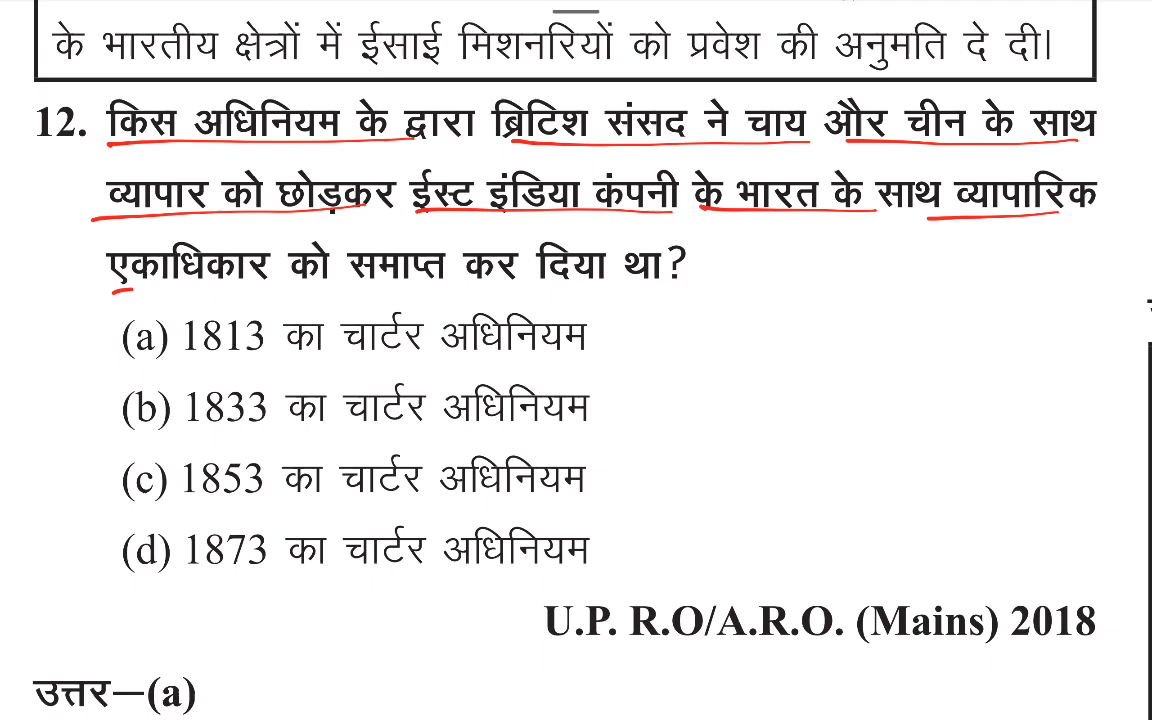 के भारतीय क्षेत्रों में ईसाई मिशनरियों को प्रवेश की अनुमति दे दी।
12. किस अधिनियम के द्वारा ब्रिटिश संसद ने चाय और चीन के साथ
व्यापार को छोड़कर ईस्ट इंडिया कंपनी के भारत के साथ व्यापारिक
एकाधिकार को समाप्त कर दिया था?
(a) 1813 का चार्टर अधिनियम
(b) 1833 का चार्टर अधिनियम
(c) 1853 का चार्टर अधिनियम
(d) 1873 का चार्टर अधिनियम
U.P. R.O/A.R.O. (Mains) 2018
उत्तर—(a)